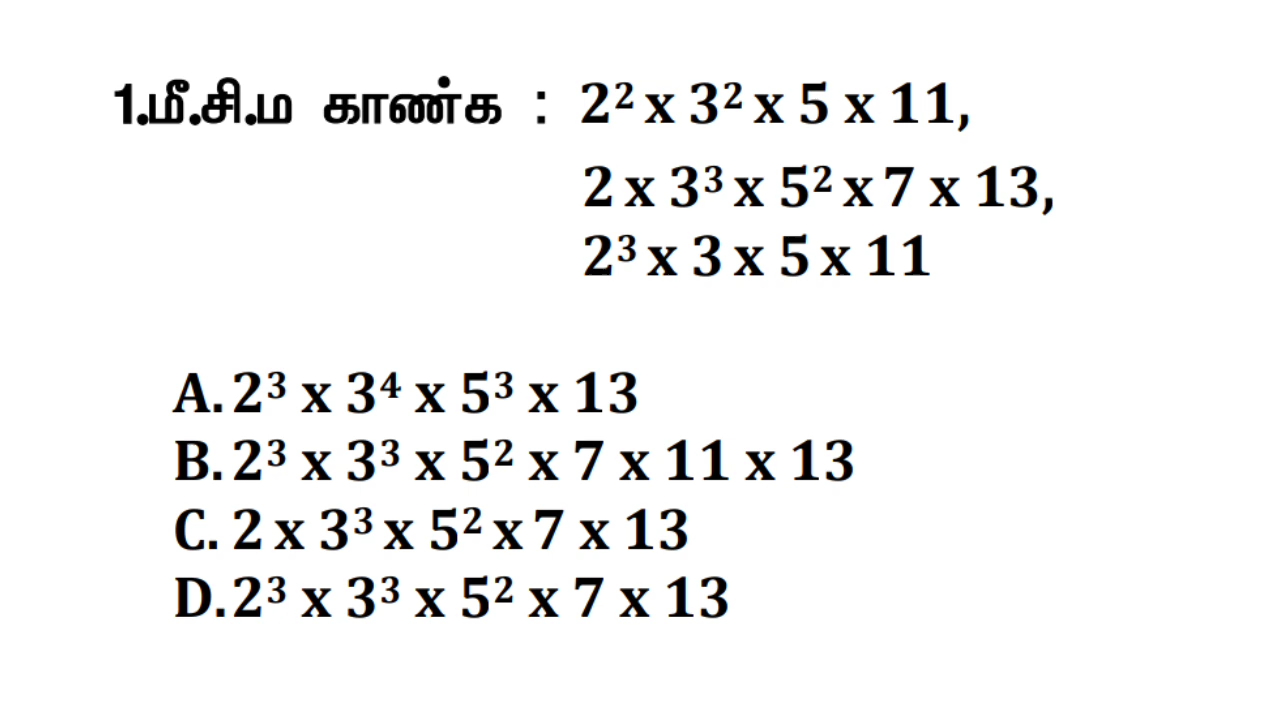 1.மீ.சி.ம காண்க : 2² x 3² x 5 x 11,
2 x 3³ x 5² x 7 x 13,
2³ x 3 x 5 x 11
A. 2³ x 3⁴ x 5³ x 13
B. 2³ x 3³ x 5² x 7 x 11 x 13
C. 2 x 3³ x 5² x 7 x 13
D. 2³ x 3³ x 5² x 7 x 13